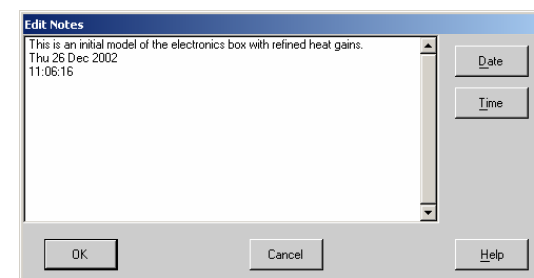 Edit Notes
This is an initial model of the electronics box with refined heat gains.
Thu 26 Dec 2002
11:06:16
Date
Time
OK
Cancel
Help